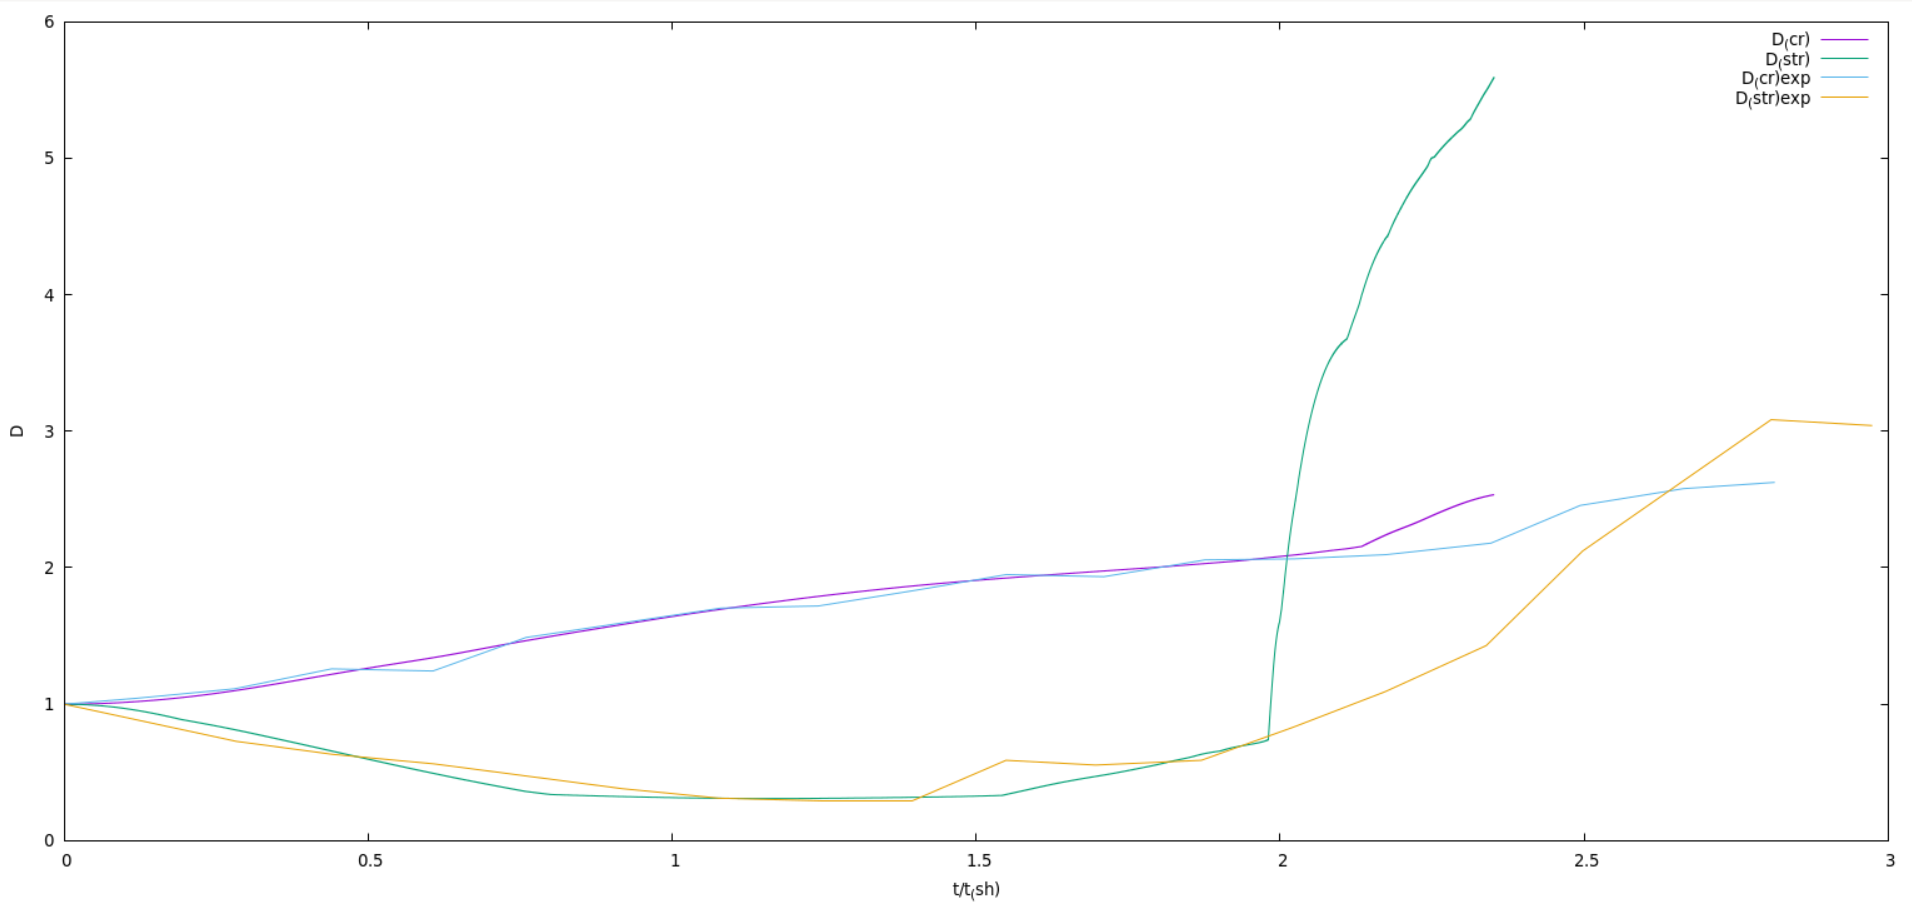 6
5
4
3
2
1
0
D
0 0.5 1 1.5 2 2.5 3
t/t(sh)
D(cr)
D(str)
D(cr)exp
D(str)exp